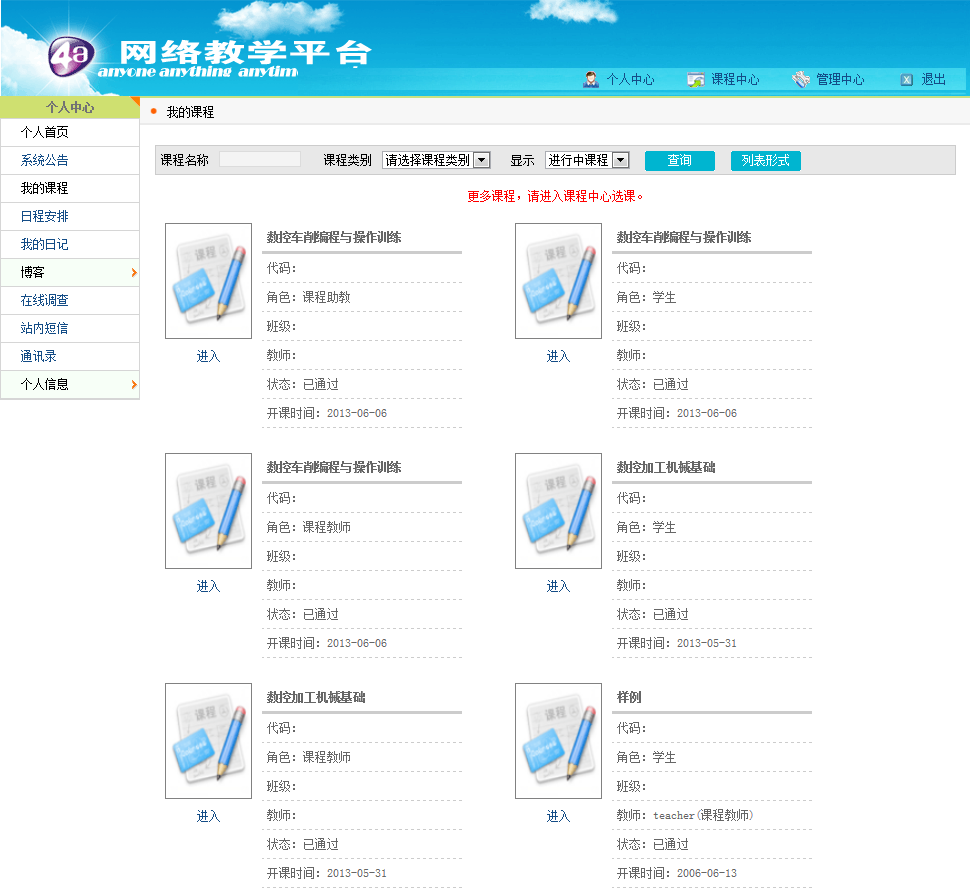 4a 网络教学平台
anyone anything anytim
个人中心 课程中心 管理中心 退出
个人中心
个人首页
系统公告
我的课程
日程安排
我的日记
博客
在线调查
站内短信
通讯录
个人信息
我的课程
课程名称 课程类别 请选择课程类别 显示 进行中课程 查询 列表形式
更多课程，请进入课程中心选课。
课程
数控车削编程与操作训练
代码：
角色：课程助教
班级：
教师：
状态：已通过
开课时间：2013-06-06
进入
课程
数控车削编程与操作训练
代码：
角色：学生
班级：
教师：
状态：已通过
开课时间：2013-06-06
进入
课程
数控车削编程与操作训练
代码：
角色：课程教师
班级：
教师：
状态：已通过
开课时间：2013-06-06
进入
课程
数控加工机械基础
代码：
角色：学生
班级：
教师：
状态：已通过
开课时间：2013-05-31
进入
课程
数控加工机械基础
代码：
角色：课程教师
班级：
教师：
状态：已通过
开课时间：2013-05-31
进入
课程
样例
代码：
角色：学生
班级：
教师：teacher(课程教师)
状态：已通过
开课时间：2006-06-13
进入